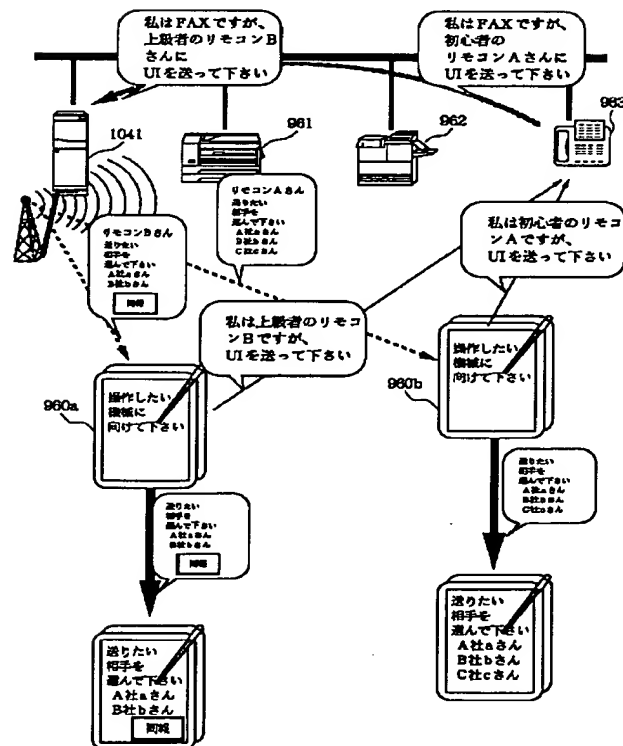 私はFAXですが、
上級者のリモコンB
さんに
UIを送って下さい
私はFAXですが、
初心者の
リモコンAさんに
UIを送って下さい
1041
961
962
963
リモコンAさん
送りたい
相手を
選んで下さい
A社aさん
B社bさん
C社cさん
リモコンBさん
送りたい
相手を
選んで下さい
A社aさん
B社bさん
同報
私は初心者のリモ
コンAですが、
UIを送って下さい
私は上級者のリモコ
ンBですが、
UIを送って下さい
960a
操作したい
機械に
向けて下さい
960b
操作したい
機械に
向けて下さい
送りたい
相手を
選んで下さい
A社aさん
B社bさん
同報
送りたい
相手を
選んで下さい
A社aさん
B社bさん
C社cさん
送りたい
相手を
選んで下さい
A社aさん
B社bさん
同報
送りたい
相手を
選んで下さい
A社aさん
B社bさん
C社cさん